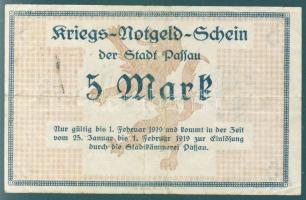 Kriegs-Notgeld-Schein
der Stadt Passau
5 Mark
Nur gültig bis 1. Februar 1919 und kommt in der Zeit
vom 25. Januar bis 1. Februar 1919 zur Einlösung
durch die Stadtkämmerei Passau.